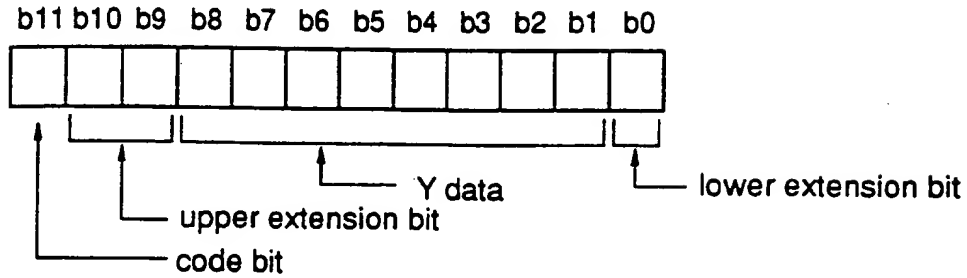 b11 b10 b9 b8 b7 b6 b5 b4 b3 b2 b1 b0
Y data
lower extension bit
upper extension bit
code bit